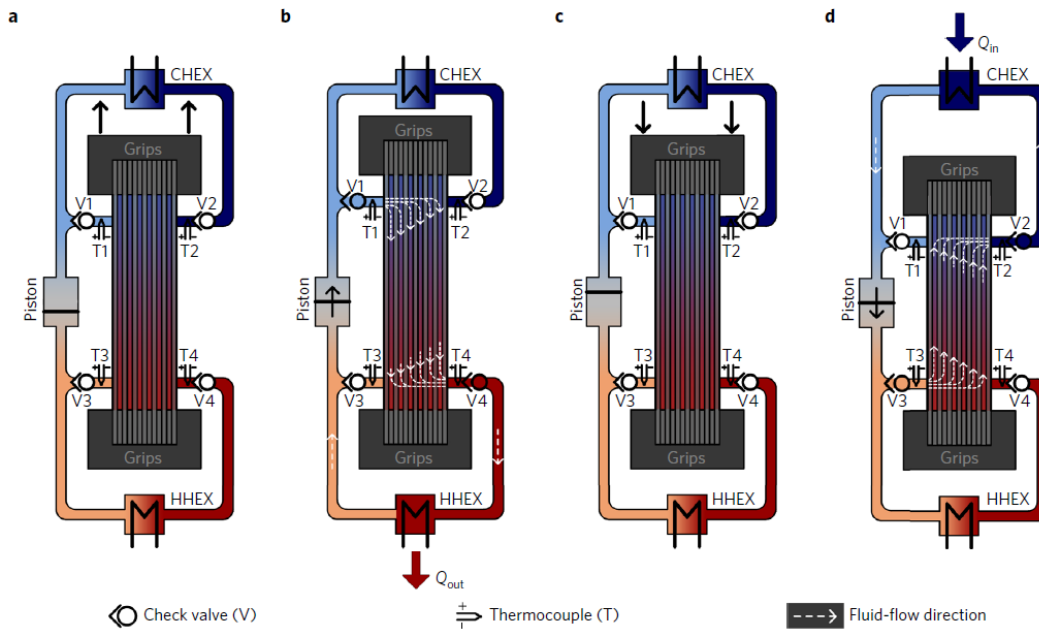 a
b
c
d
Q_in
CHEX
CHEX
CHEX
CHEX
Grips
Grips
Grips
Grips
V1
V2
V1
V2
V1
V2
V1
V2
T1
T2
T1
T2
T1
T2
T1
T2
Piston
Piston
Piston
Piston
T3
T4
T3
T4
T3
T4
T3
T4
V3
V4
V3
V4
V3
V4
V3
V4
Grips
Grips
Grips
Grips
HHEX
HHEX
HHEX
HHEX
Q_out
Check valve (V)
+
−
Thermocouple (T)
Fluid-flow direction